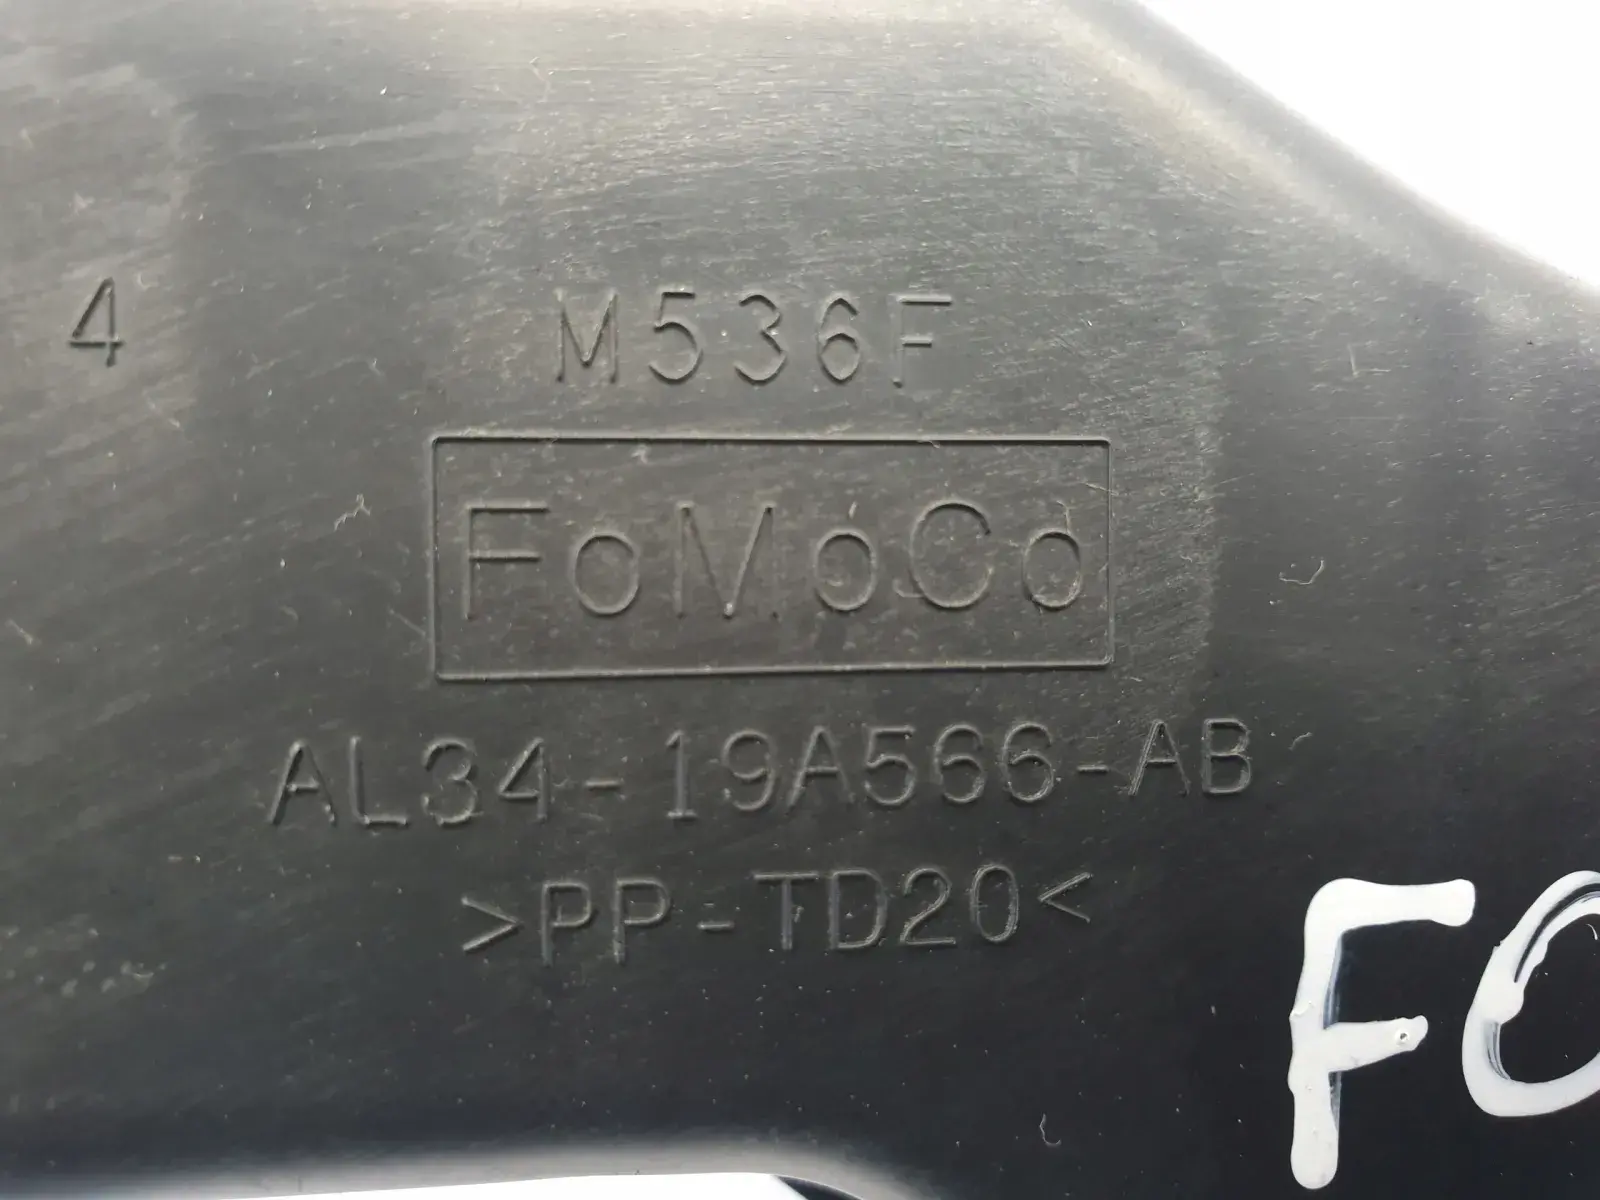 4 M536F
FoMoCo
AL34-19A566-AB
>PP-TD20<
FO